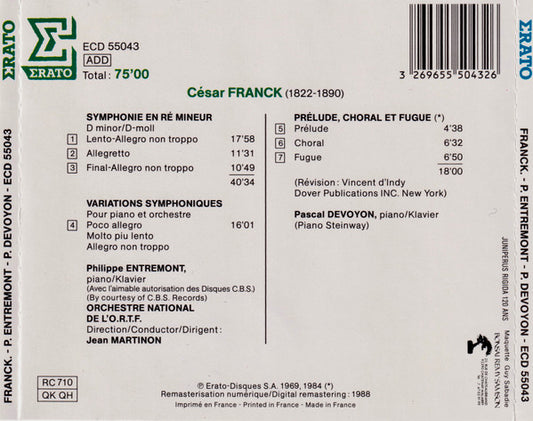 ERATO
FRANCK. - P. ENTREMONT - P. DEVOYON - ECD 55043
ERATO
ECD 55043
ADD
Total : 75'00
3 269655 504326
César FRANCK (1822-1890)
SYMPHONIE EN RÉ MINEUR
D minor/D-moll
1 Lento-Allegro non troppo 17'58
2 Allegretto 11'31
3 Final-Allegro non troppo 10'49
40'34
VARIATIONS SYMPHONIQUES
Pour piano et orchestre
4 Poco allegro 16'01
Molto più lento
Allegro non troppo
Philippe ENTREMONT,
piano/Klavier
(Avec l'aimable autorisation des Disques C.B.S.)
(By courtesy of C.B.S. Records)
ORCHESTRE NATIONAL
DE L'O.R.T.F.
Direction/Conductor/Dirigent :
Jean MARTINON
PRÉLUDE, CHORAL ET FUGUE (*)
5 Prélude 4'38
6 Choral 6'32
7 Fugue 6'50
18'00
(Révision : Vincent d'Indy
Dover Publications INC. New York)
Pascal DEVOYON, piano/Klavier
(Piano Steinway)
RC 710
QK QH
℗ Erato-Disques S.A. 1969, 1984 (*)
Remasterisation numérique/Digital remastering : 1988
Imprimé en France - Printed in France - Made in France
JUNIPERUS RIGIDA 120 ANS
Maquette Guy Sabadie
BONSAI REMY SAMSON
ERATO
FRANCK. - P. ENTREMONT - P. DEVOYON - ECD 55043